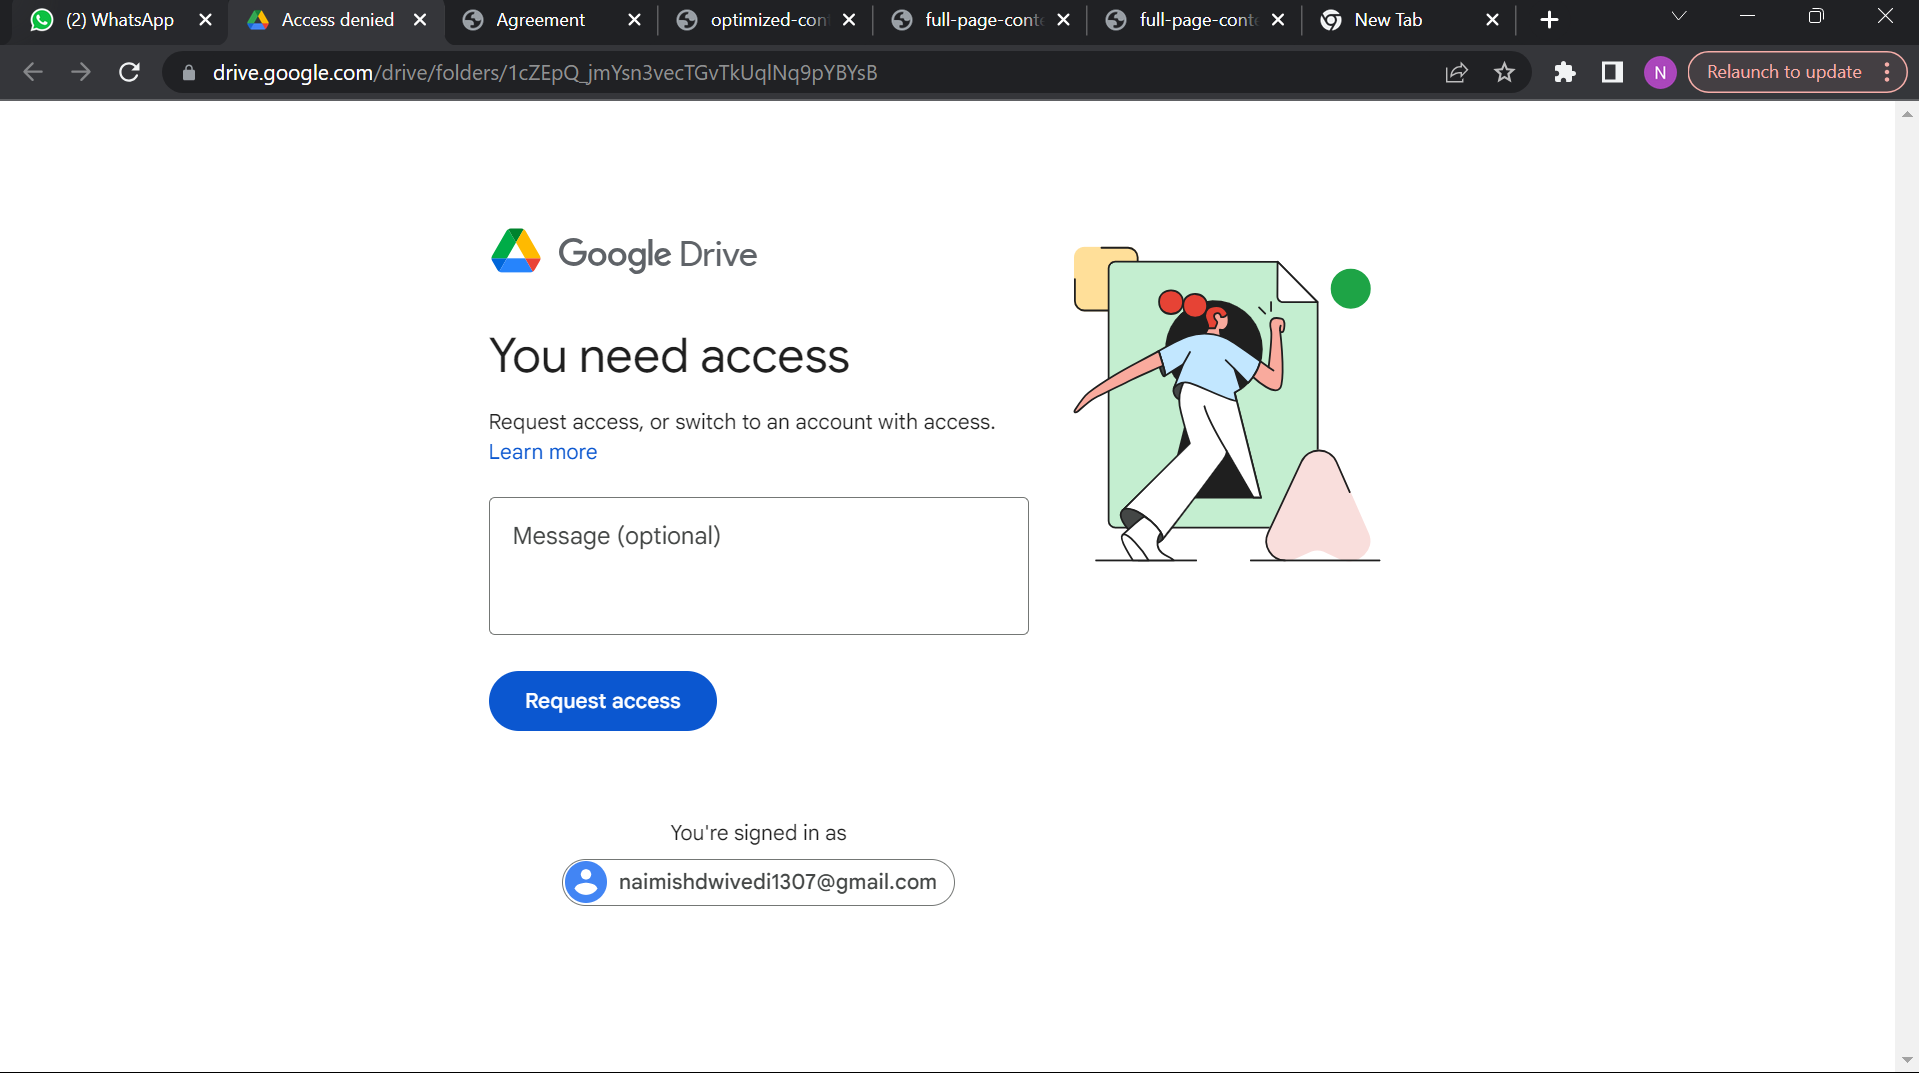 (2) WhatsApp
Access denied
Agreement
optimized-con
full-page-conte
full-page-conte
New Tab
drive.google.com/drive/folders/1cZEpQ_jmYsn3vecTGvTkUqlNq9pYBYsB
N
Relaunch to update
Google Drive
You need access
Request access, or switch to an account with access.
Learn more
Message (optional)
Request access
You're signed in as
naimishdwivedi1307@gmail.com